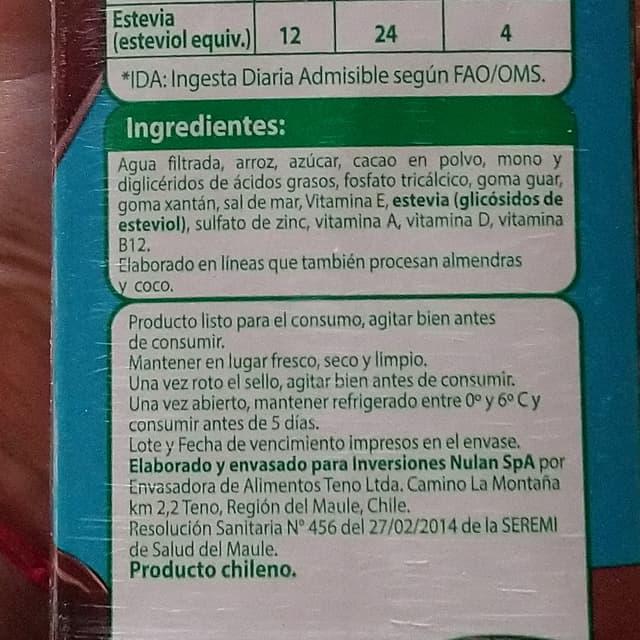 Estevia
(esteviol equiv.) 12 24 4
*IDA: Ingesta Diaria Admisible según FAO/OMS.
Ingredientes:
Agua filtrada, arroz, azúcar, cacao en polvo, mono y
diglicéridos de ácidos grasos, fosfato tricálcico, goma guar,
goma xantán, sal de mar, Vitamina E, estevia (glicósidos de
esteviol), sulfato de zinc, vitamina A, vitamina D, vitamina
B12.
Elaborado en líneas que también procesan almendras
y coco.
Producto listo para el consumo, agitar bien antes
de consumir.
Mantener en lugar fresco, seco y limpio.
Una vez roto el sello, agitar bien antes de consumir.
Una vez abierto, mantener refrigerado entre 0º y 6º C y
consumir antes de 5 días.
Lote y Fecha de vencimiento impresos en el envase.
Elaborado y envasado para Inversiones Nulan SpA por
Envasadora de Alimentos Teno Ltda. Camino La Montaña
km 2,2 Teno, Región del Maule, Chile.
Resolución Sanitaria N° 456 del 27/02/2014 de la SEREMI
de Salud del Maule.
Producto chileno.